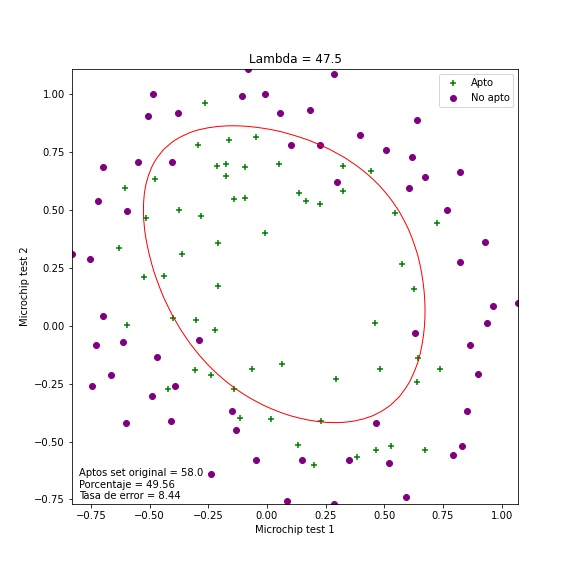 Lambda = 47.5
Apto
No apto
1.00
0.75
0.50
0.25
0.00
−0.25
−0.50
−0.75
Microchip test 2
Aptos set original = 58.0
Porcentaje = 49.56
Tasa de error = 8.44
−0.75
−0.50
−0.25
0.00
0.25
0.50
0.75
1.00
Microchip test 1